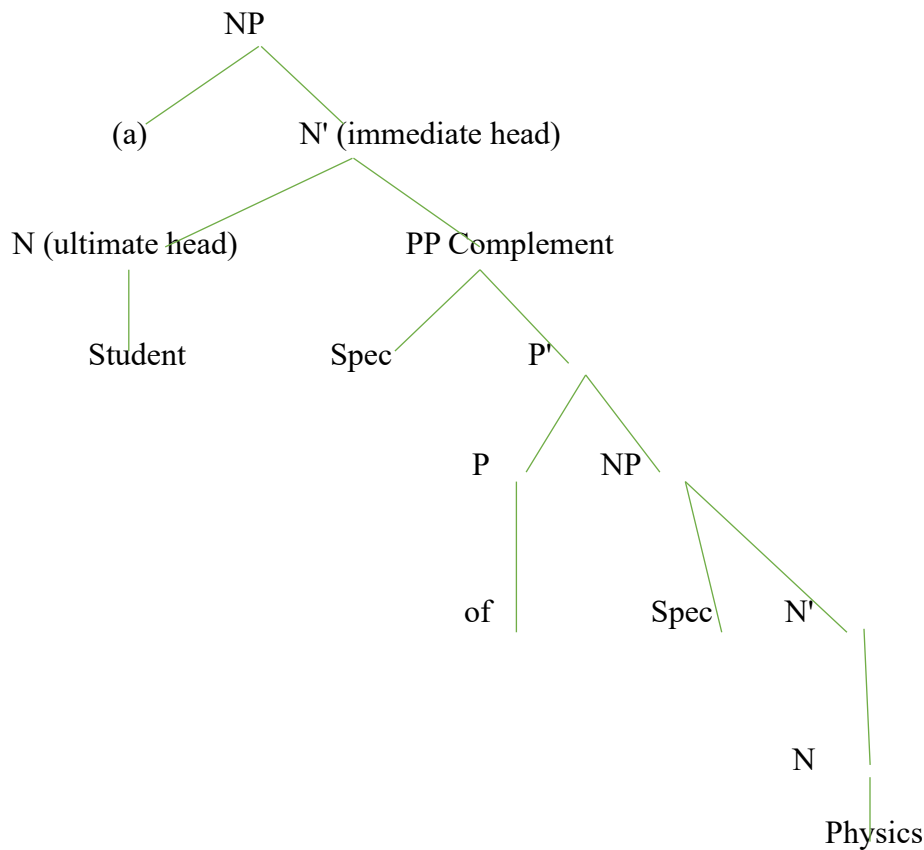 NP
(a) N' (immediate head)
N (ultimate head) PP Complement
Student Spec P'
P NP
of Spec N'
N
Physics